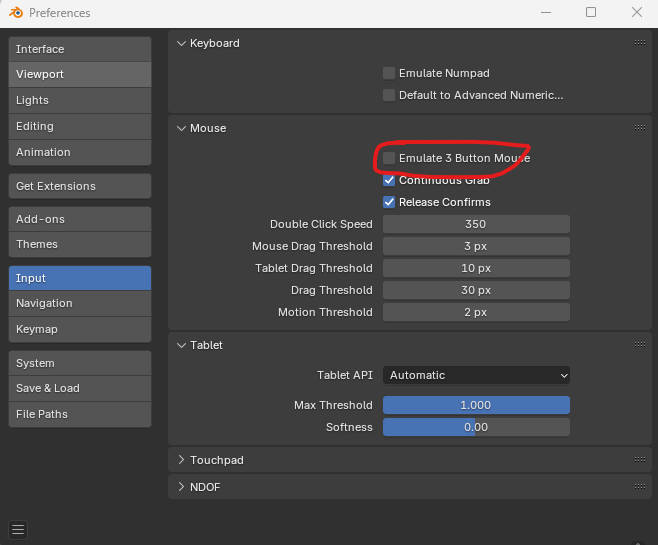 Preferences
Interface
Viewport
Lights
Editing
Animation
Get Extensions
Add-ons
Themes
Input
Navigation
Keymap
System
Save & Load
File Paths
Keyboard
Emulate Numpad
Default to Advanced Numeric...
Mouse
Emulate 3 Button Mouse
Continuous Grab
Release Confirms
Double Click Speed 350
Mouse Drag Threshold 3 px
Tablet Drag Threshold 10 px
Drag Threshold 30 px
Motion Threshold 2 px
Tablet
Tablet API Automatic
Max Threshold 1.000
Softness 0.00
Touchpad
NDOF